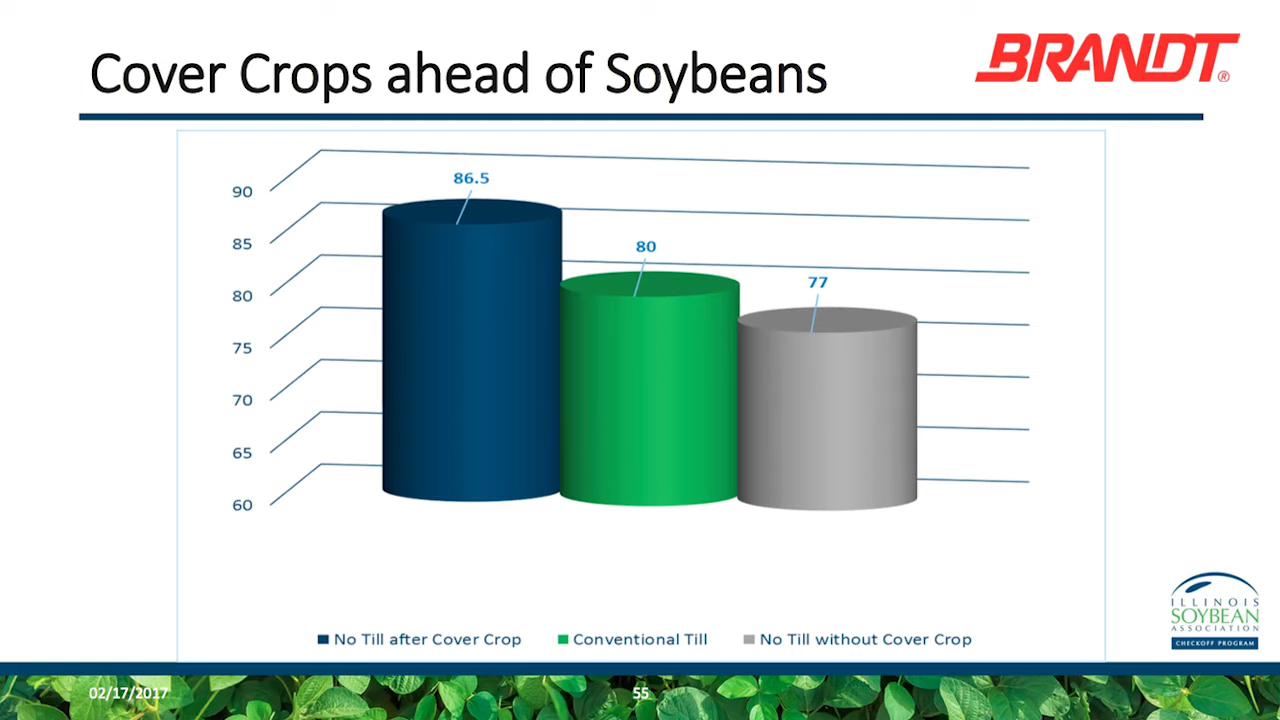 Cover Crops ahead of Soybeans
BRANDT®
90
85
80
75
70
65
60
86.5
80
77
No Till after Cover Crop
Conventional Till
No Till without Cover Crop
ILLINOIS
SOYBEAN
ASSOCIATION
CHECKOFF PROGRAM
02/17/2017
55